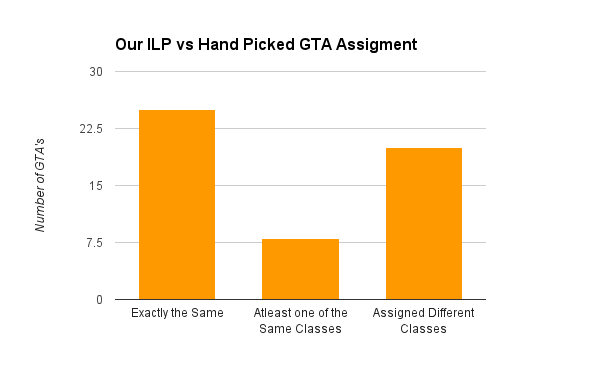 Our ILP vs Hand Picked GTA Assigment
30
22.5
15
7.5
0
Number of GTA's
Exactly the Same
Atleast one of the
Same Classes
Assigned Different
Classes